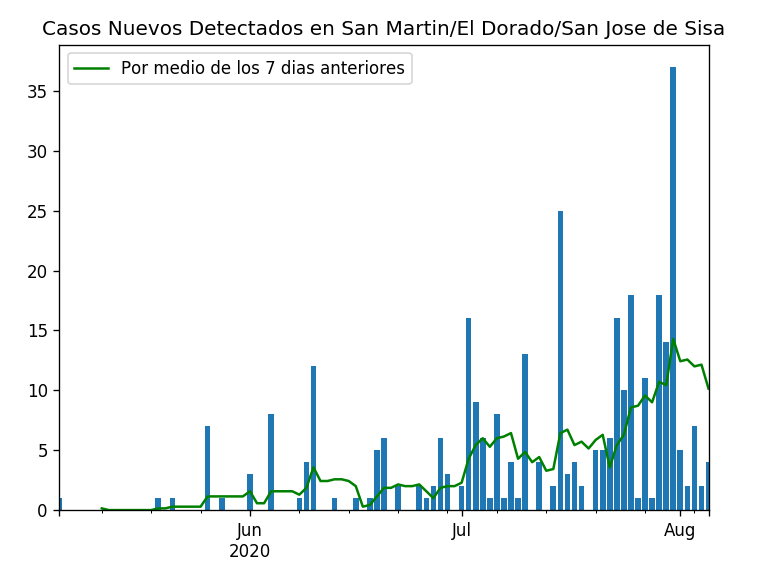 Casos Nuevos Detectados en San Martin/El Dorado/San Jose de Sisa
Por medio de los 7 dias anteriores
35
30
25
20
15
10
5
0
Jun
2020
Jul
Aug